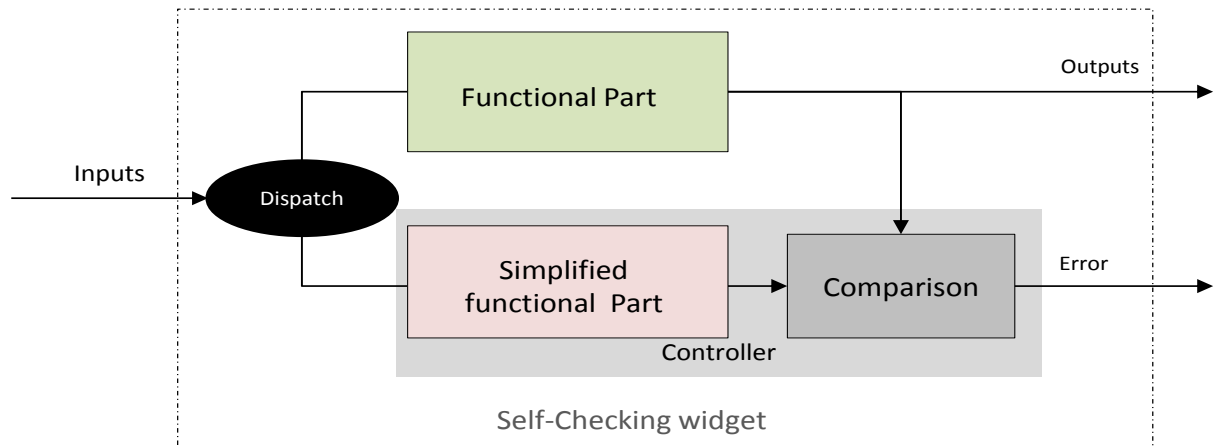 Functional Part
Outputs
Inputs
Dispatch
Simplified
functional Part
Comparison
Error
Controller
Self-Checking widget